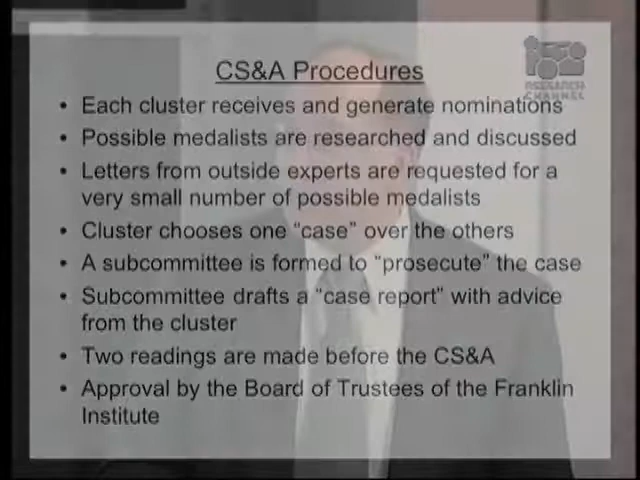 CS&A Procedures
RESEARCH
CHANNEL
• Each cluster receives and generate nominations
• Possible medalists are researched and discussed
• Letters from outside experts are requested for a
very small number of possible medalists
• Cluster chooses one “case” over the others
• A subcommittee is formed to “prosecute” the case
• Subcommittee drafts a “case report” with advice
from the cluster
• Two readings are made before the CS&A
• Approval by the Board of Trustees of the Franklin
Institute